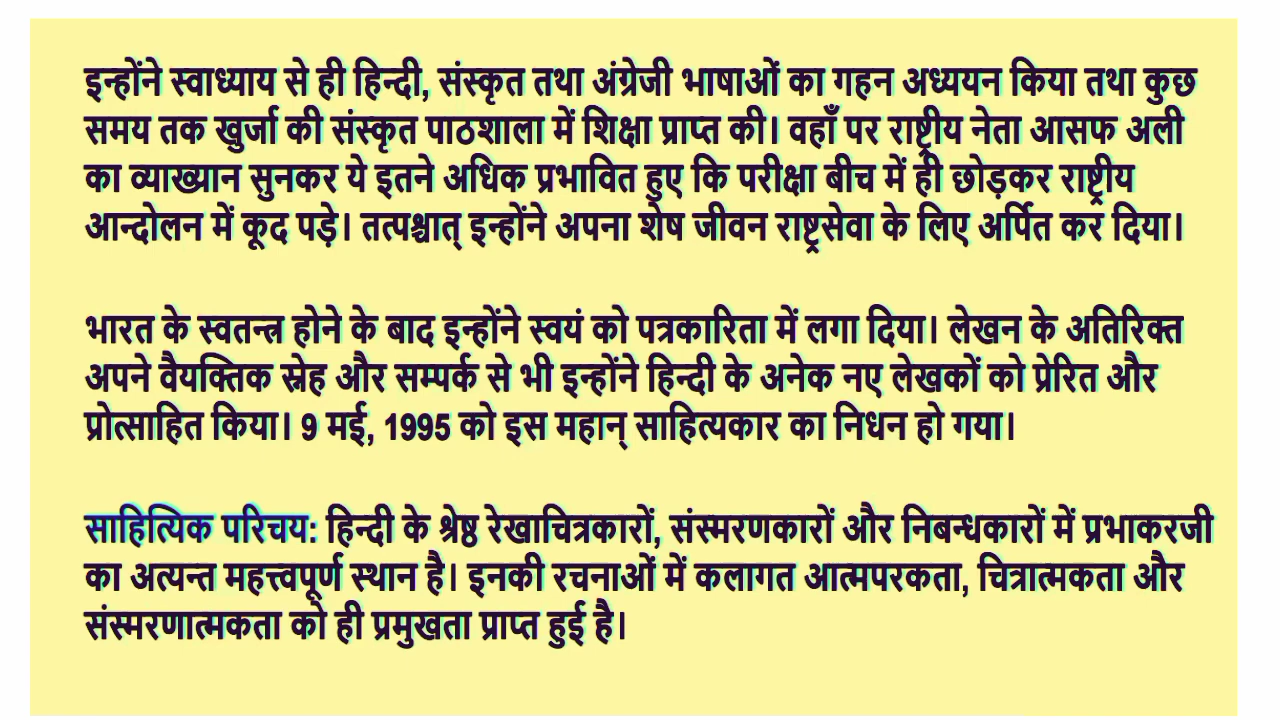 इन्होंने स्वाध्याय से ही हिन्दी, संस्कृत तथा अंग्रेजी भाषाओं का गहन अध्ययन किया तथा कुछ
समय तक खुर्जा की संस्कृत पाठशाला में शिक्षा प्राप्त की। वहाँ पर राष्ट्रीय नेता आसफ अली
का व्याख्यान सुनकर ये इतने अधिक प्रभावित हुए कि परीक्षा बीच में ही छोड़कर राष्ट्रीय
आन्दोलन में कूद पड़े। तत्पश्चात् इन्होंने अपना शेष जीवन राष्ट्रसेवा के लिए अर्पित कर दिया।
भारत के स्वतन्त्र होने के बाद इन्होंने स्वयं को पत्रकारिता में लगा दिया। लेखन के अतिरिक्त
अपने वैयक्तिक स्नेह और सम्पर्क से भी इन्होंने हिन्दी के अनेक नए लेखकों को प्रेरित और
प्रोत्साहित किया। 9 मई, 1995 को इस महान् साहित्यकार का निधन हो गया।
साहित्यिक परिचय: हिन्दी के श्रेष्ठ रेखाचित्रकारों, संस्मरणकारों और निबन्धकारों में प्रभाकरजी
का अत्यन्त महत्त्वपूर्ण स्थान है। इनकी रचनाओं में कलागत आत्मपरकता, चित्रात्मकता और
संस्मरणात्मकता को ही प्रमुखता प्राप्त हुई है।